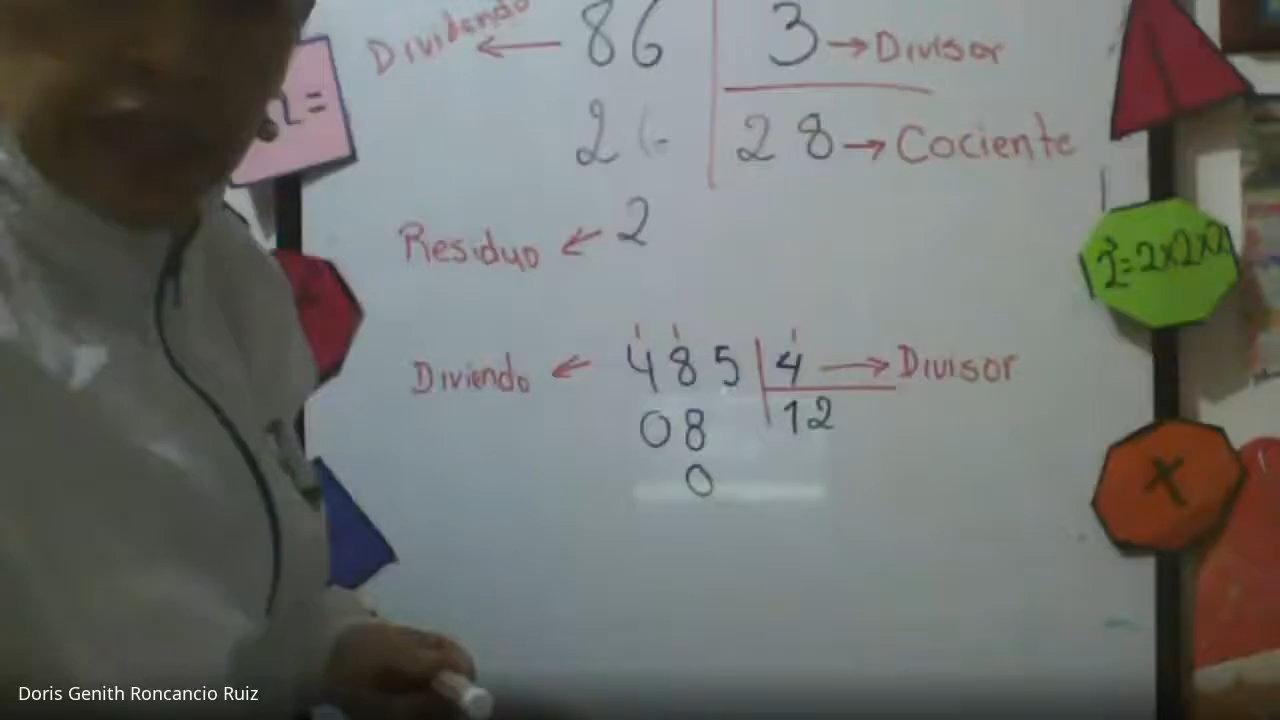 Dividendo ← 86 | 3 → Divisor
26 | 28 → Cociente
Residuo ← 2
Diviendo ← 485 | 4 → Divisor
08 12
0
2³=2x2x2
X
Doris Genith Roncancio Ruiz